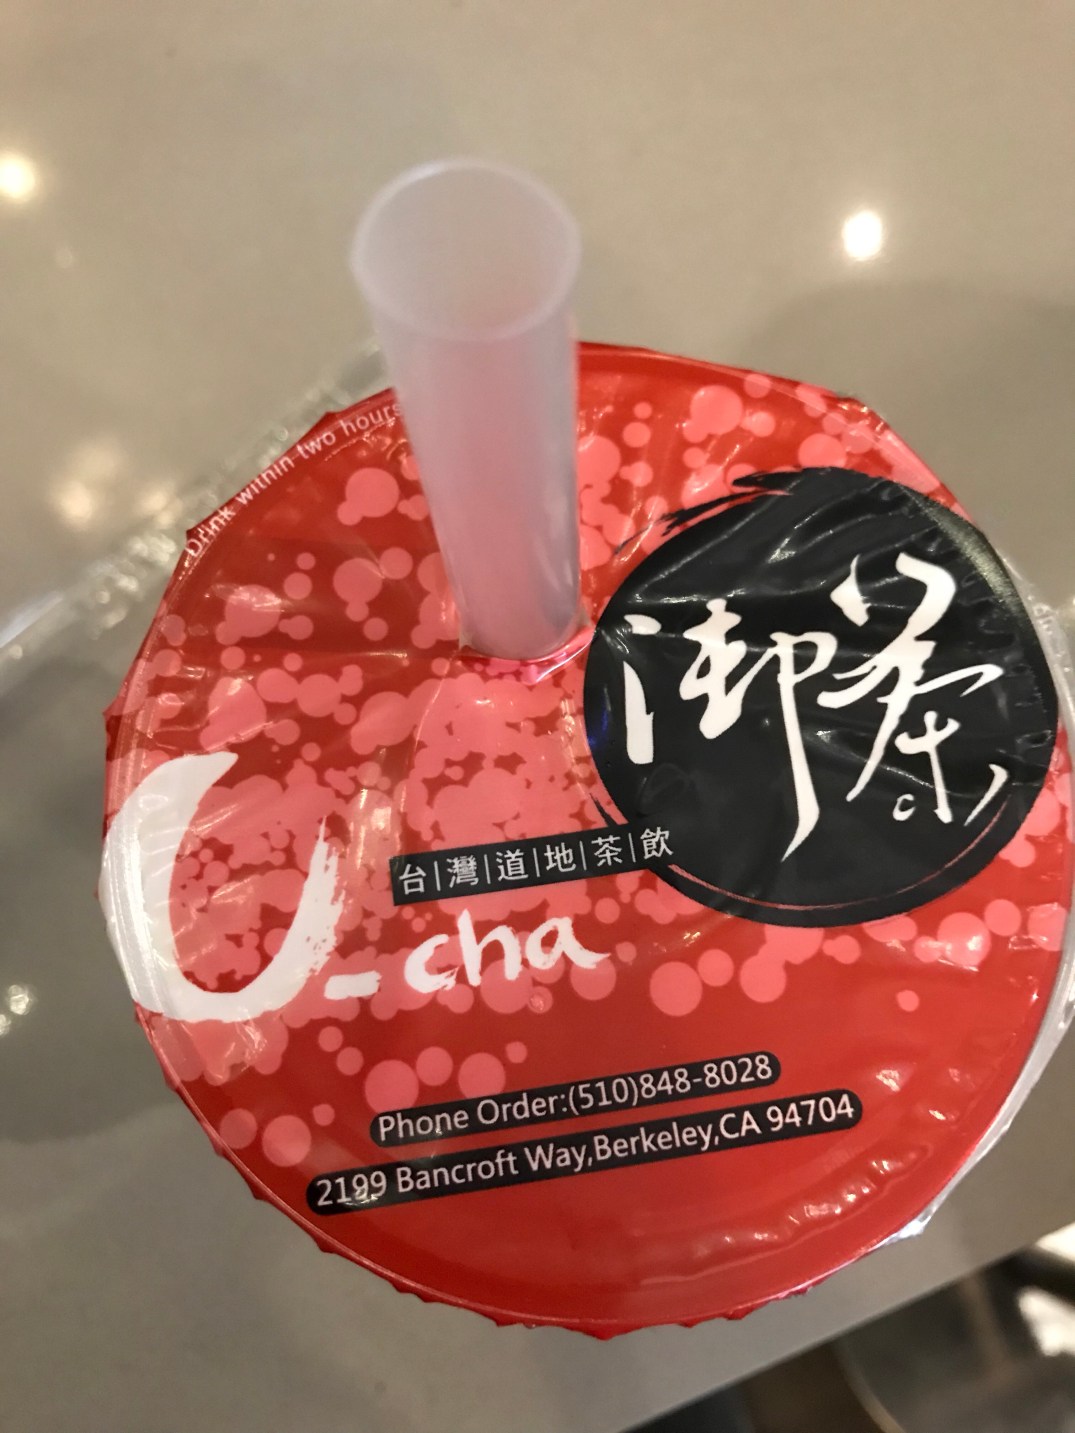 Drink within two hours
御茶
台|灣|道|地|茶|飲
U-cha
Phone Order:(510)848-8028
2199 Bancroft Way,Berkeley,CA 94704